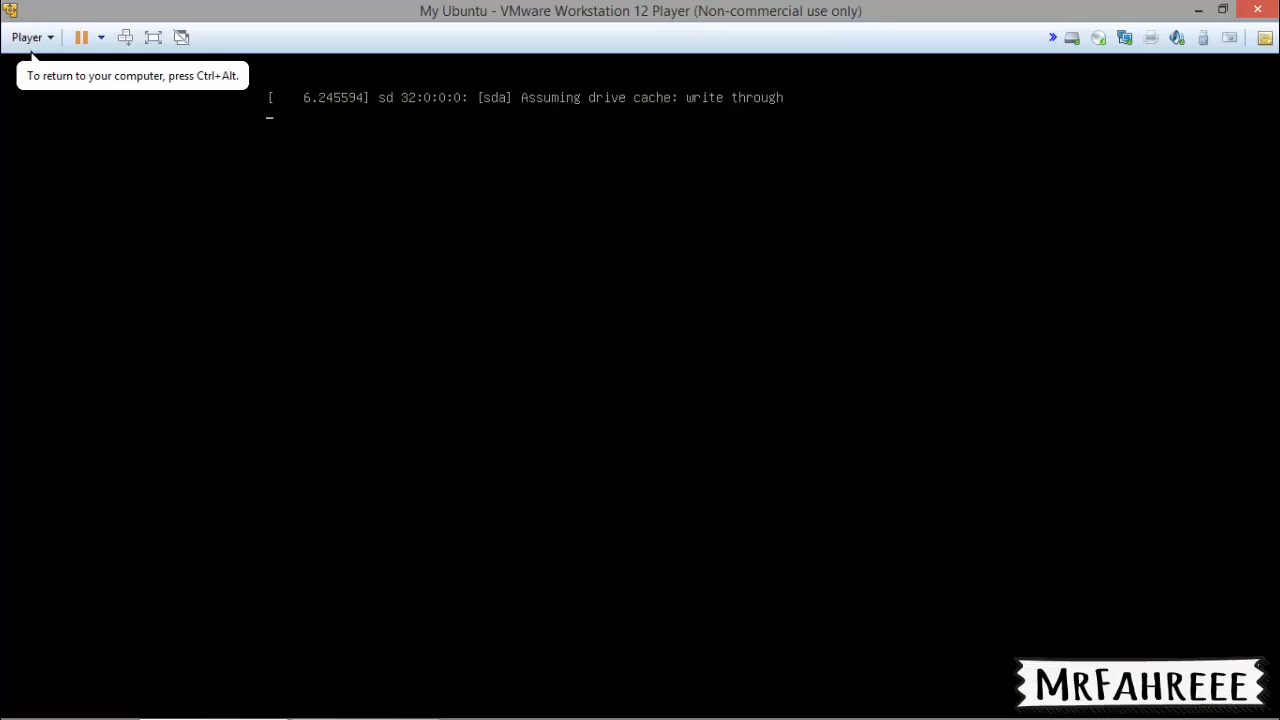 My Ubuntu - VMware Workstation 12 Player (Non-commercial use only)
Player
To return to your computer, press Ctrl+Alt.
[    6.245594] sd 32:0:0:0: [sda] Assuming drive cache: write through
MRFAHREEE